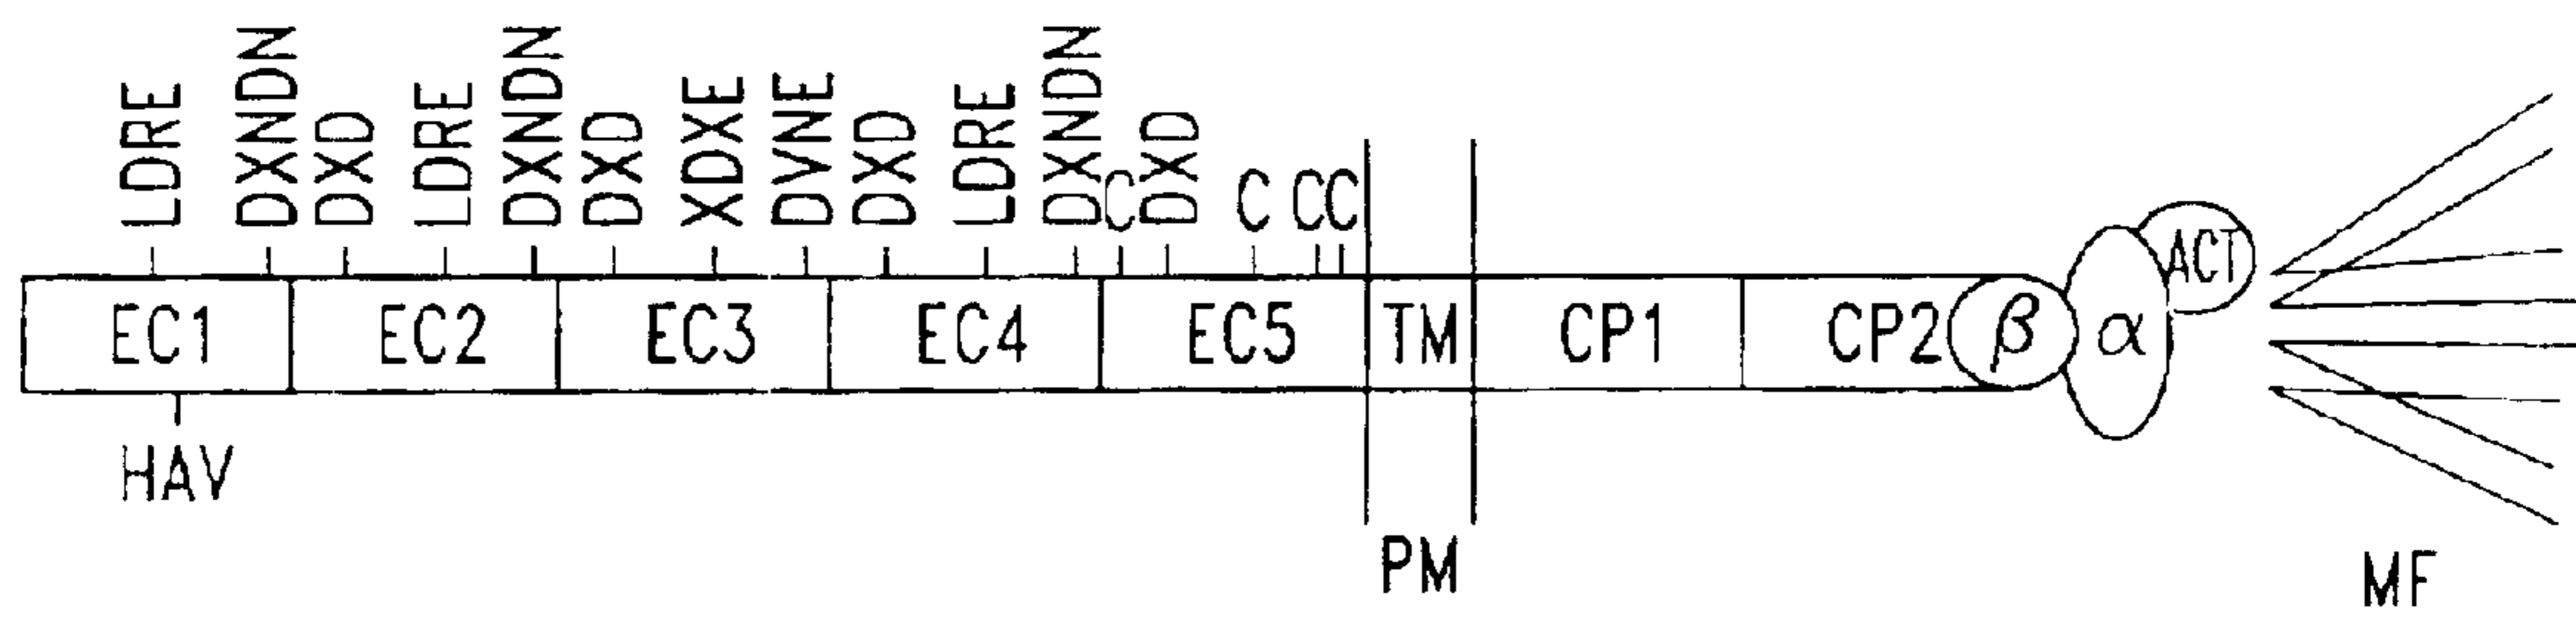 LDRE DXNDN DXD LDRE DXNDN DXD XDXE DVNE DXD LDRE DXNDN C DXD C C C
EC1 EC2 EC3 EC4 EC5 TM CP1 CP2 β α ACT
HAV
PM
MF